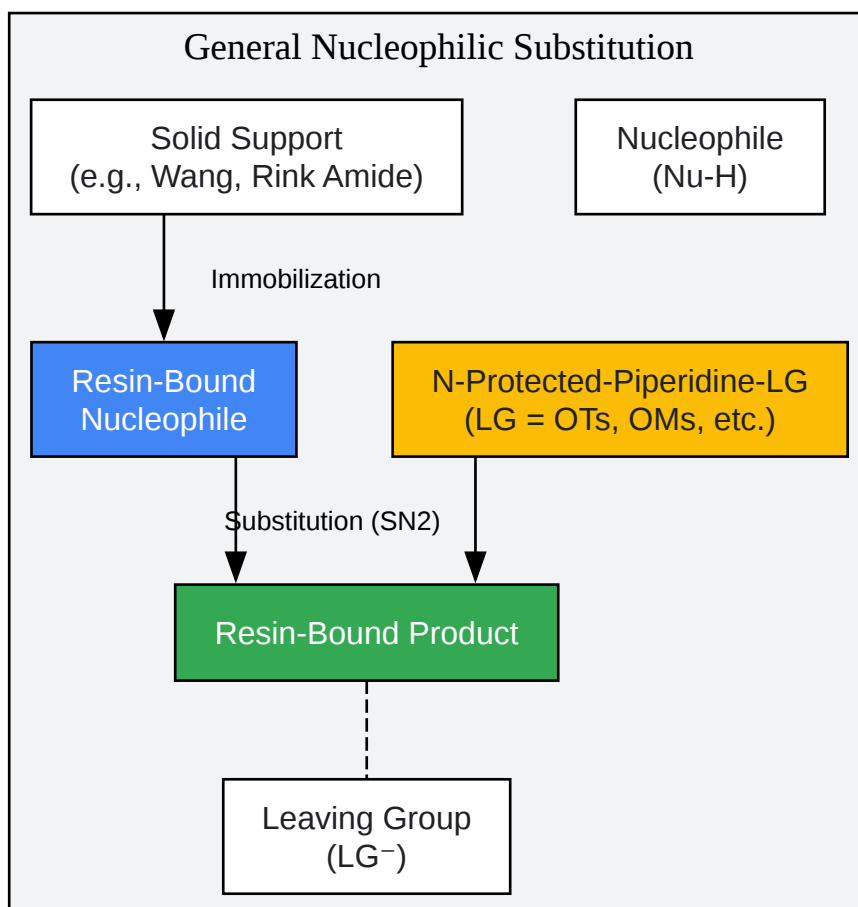 General Nucleophilic Substitution
Solid Support
(e.g., Wang, Rink Amide)
Nucleophile
(Nu-H)
Immobilization
Resin-Bound
Nucleophile
N-Protected-Piperidine-LG
(LG = OTs, OMs, etc.)
Substitution (SN2)
Resin-Bound Product
Leaving Group
(LG⁻)